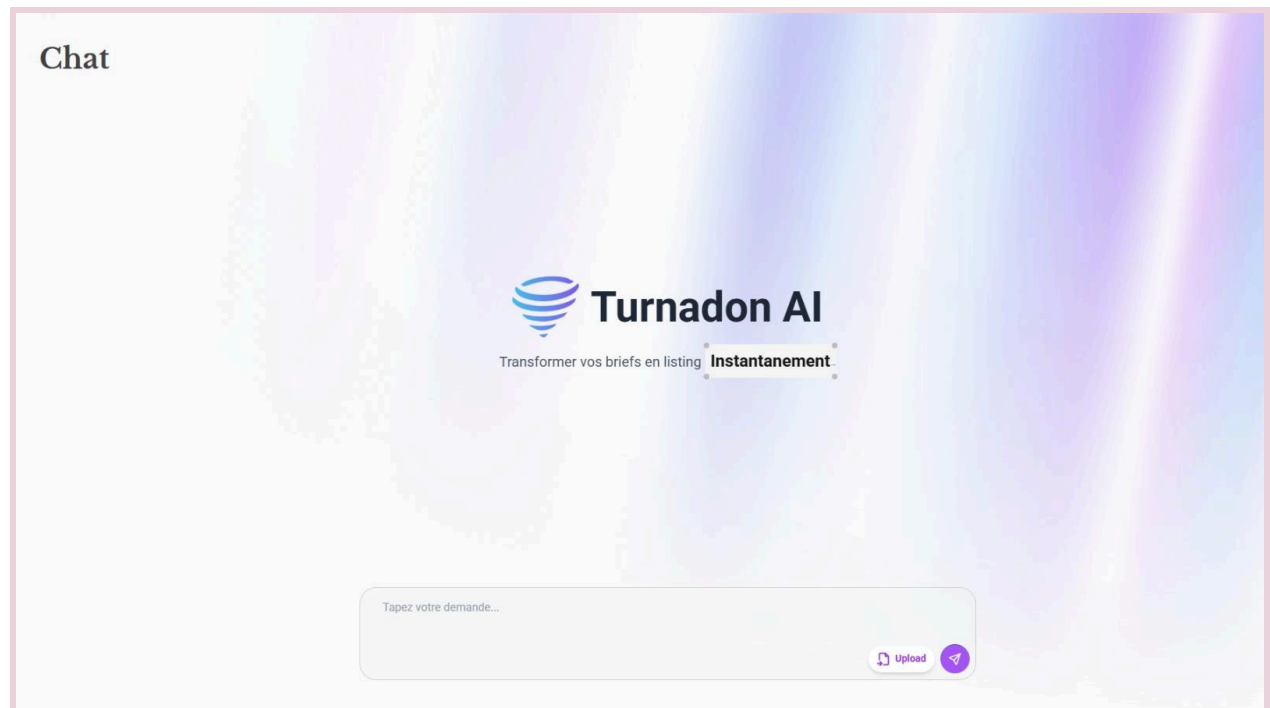 Chat
Turnadon AI
Transformer vos briefs en listing Instantanement
Tapez votre demande...
Upload